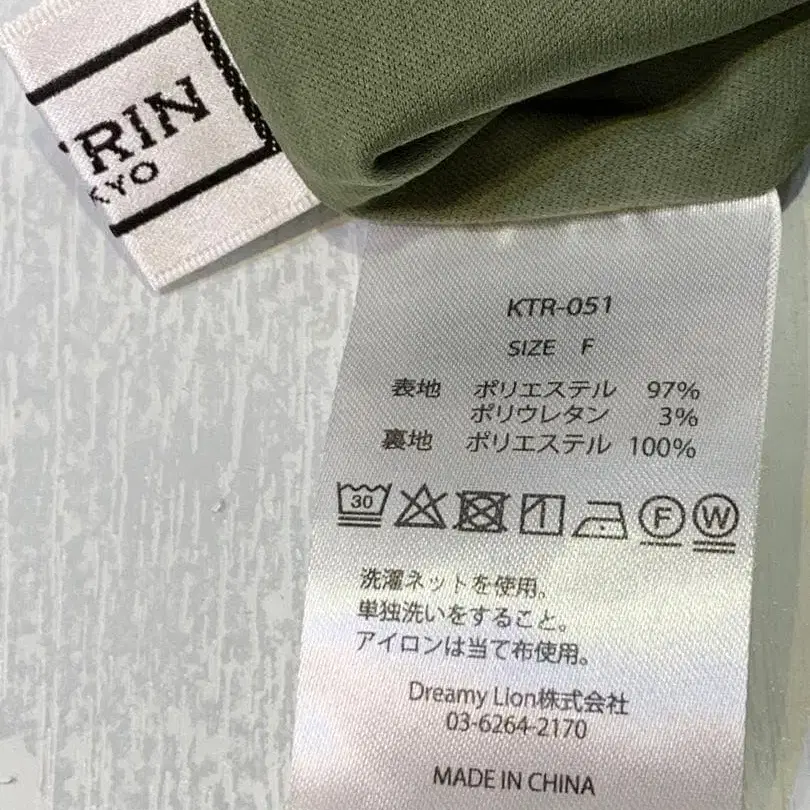 TRIN
KYO
KTR-051
SIZE F
表地 ポリエステル 97%
ポリウレタン 3%
裏地 ポリエステル 100%
30 F W
洗濯ネットを使用。
単独洗いをすること。
アイロンは当て布使用。
Dreamy Lion株式会社
03-6264-2170
MADE IN CHINA